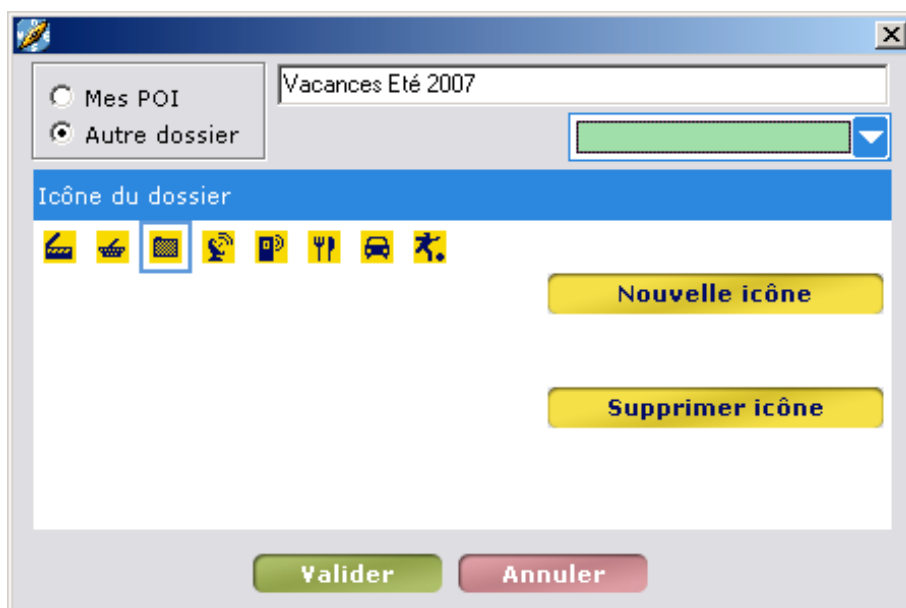 Mes POI
Autre dossier
Vacances Eté 2007
Icône du dossier
Nouvelle icône
Supprimer icône
Valider
Annuler